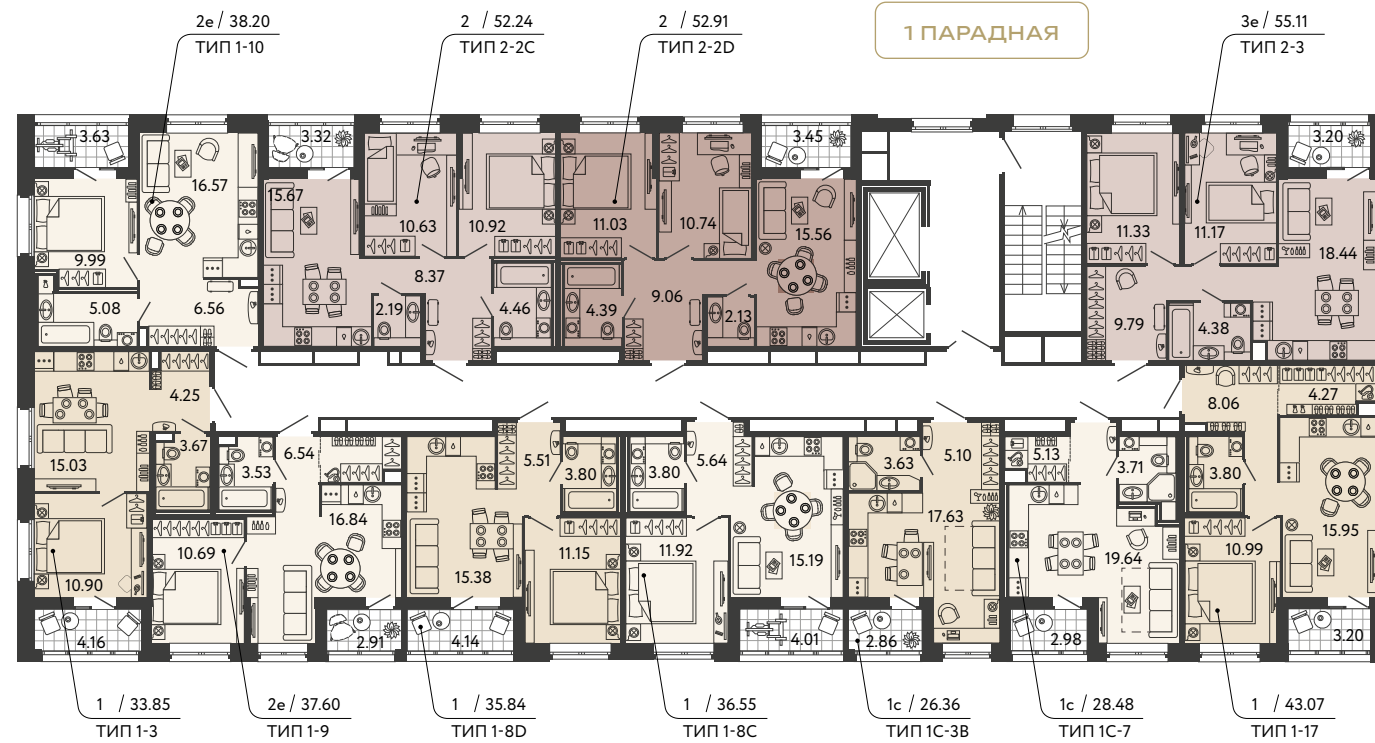 2е / 38.20
ТИП 1-10
2 / 52.24
ТИП 2-2C
2 / 52.91
ТИП 2-2D
1 ПАРАДНАЯ
3е / 55.11
ТИП 2-3
3.63
16.57
3.32
3.45
3.20
15.67
10.63
10.92
11.03
10.74
15.56
11.33
11.17
18.44
9.99
8.37
9.06
5.08
6.56
2.19
4.46
4.39
2.13
9.79
4.38
4.25
8.06
4.27
15.03
3.67
3.53
6.54
5.51
3.80
3.80
5.64
3.63
5.10
5.13
3.71
3.80
16.84
17.63
10.69
15.38
11.15
11.92
15.19
19.64
10.99
15.95
10.90
4.16
2.91
4.14
4.01
2.86
2.98
3.20
1 / 33.85
ТИП 1-3
2е / 37.60
ТИП 1-9
1 / 35.84
ТИП 1-8D
1 / 36.55
ТИП 1-8C
1с / 26.36
ТИП 1С-3В
1с / 28.48
ТИП 1С-7
1 / 43.07
ТИП 1-17